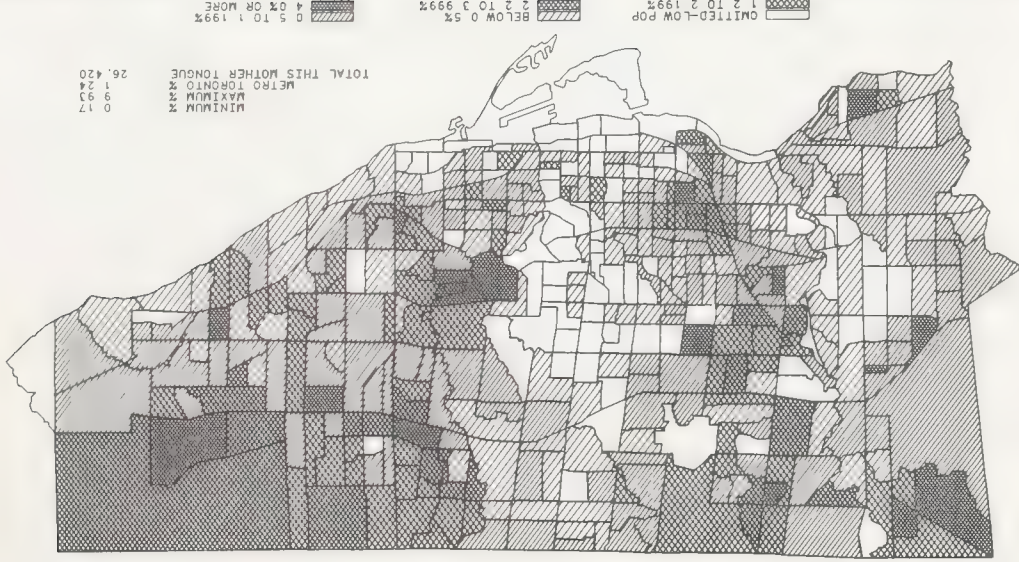 MINIMUM % 0 17
MAXIMUM % 9 93
METRO TORONTO % 1 24
TOTAL THIS MOTHER TONGUE 26,420
OMITTED-LOW POP BELOW 0 5% 0 5 TO 1 199%
1 2 TO 2 199% 2 2 TO 3 999% 4 0% OR MORE